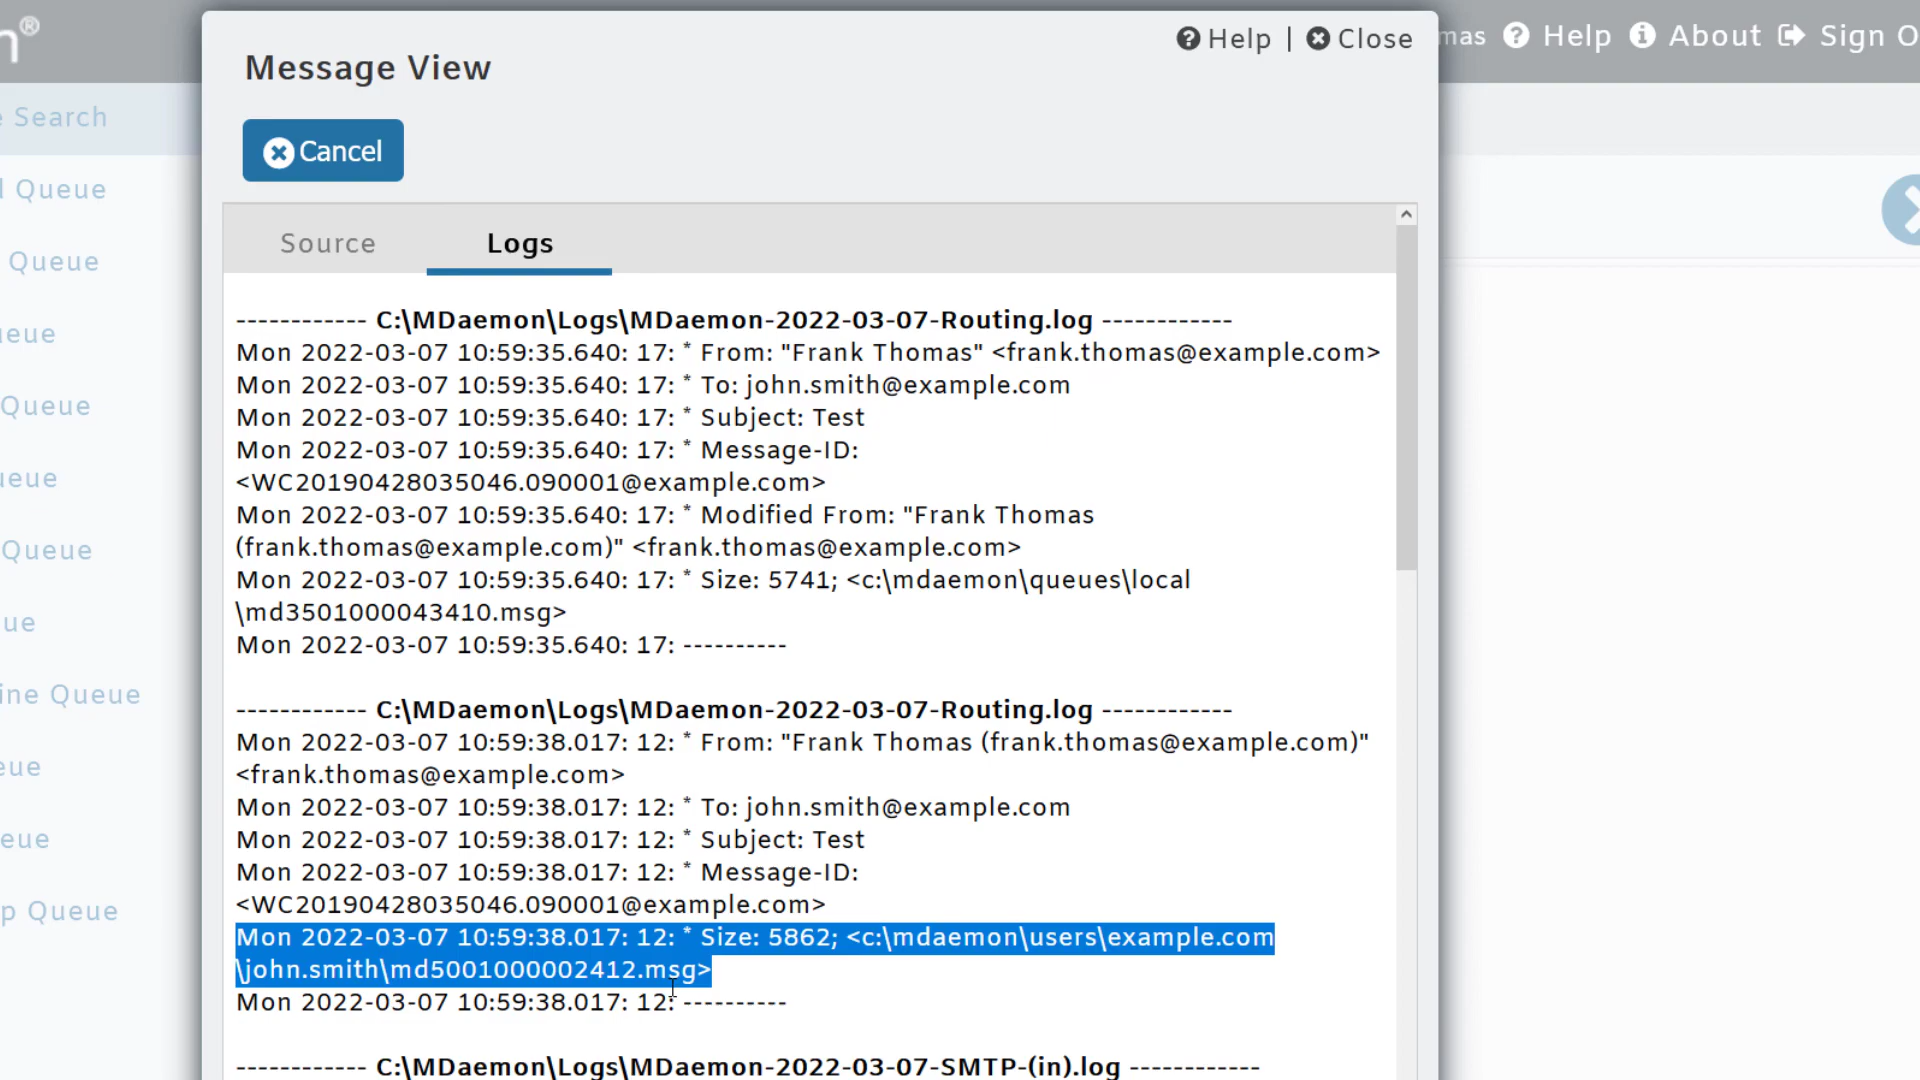 n®
Help | Close
mas Help About Sign O
Message View
Cancel
Search
Queue
Queue
Queue
Queue
Queue
Source Logs
------------ C:\MDaemon\Logs\MDaemon-2022-03-07-Routing.log ------------
Mon 2022-03-07 10:59:35.640: 17: * From: "Frank Thomas" <frank.thomas@example.com>
Mon 2022-03-07 10:59:35.640: 17: * To: john.smith@example.com
Mon 2022-03-07 10:59:35.640: 17: * Subject: Test
Mon 2022-03-07 10:59:35.640: 17: * Message-ID:
<WC20190428035046.090001@example.com>
Mon 2022-03-07 10:59:35.640: 17: * Modified From: "Frank Thomas
(frank.thomas@example.com)" <frank.thomas@example.com>
Mon 2022-03-07 10:59:35.640: 17: * Size: 5741; <c:\mdaemon\queues\local
\md3501000043410.msg>
Mon 2022-03-07 10:59:35.640: 17: ----------
------------ C:\MDaemon\Logs\MDaemon-2022-03-07-Routing.log ------------
Mon 2022-03-07 10:59:38.017: 12: * From: "Frank Thomas (frank.thomas@example.com)"
<frank.thomas@example.com>
Mon 2022-03-07 10:59:38.017: 12: * To: john.smith@example.com
Mon 2022-03-07 10:59:38.017: 12: * Subject: Test
Mon 2022-03-07 10:59:38.017: 12: * Message-ID:
<WC20190428035046.090001@example.com>
Mon 2022-03-07 10:59:38.017: 12: * Size: 5862; <c:\mdaemon\users\example.com
\john.smith\md5001000002412.msg>
Mon 2022-03-07 10:59:38.017: 12: ----------
------------ C:\MDaemon\Logs\MDaemon-2022-03-07-SMTP-(in).log ------------
ine Queue
p Queue